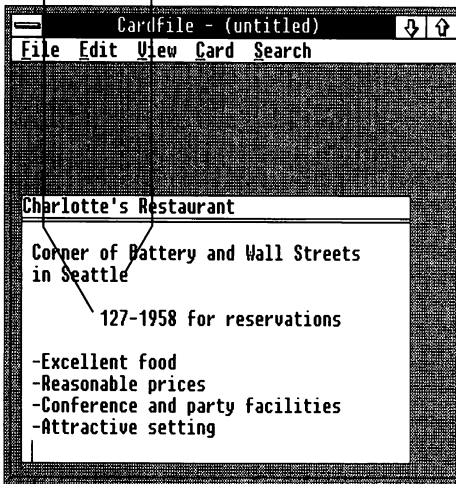 Cardfile - (untitled)
File Edit View Card Search
Charlotte's Restaurant
Corner of Battery and Wall Streets
in Seattle
127-1958 for reservations
-Excellent food
-Reasonable prices
-Conference and party facilities
-Attractive setting